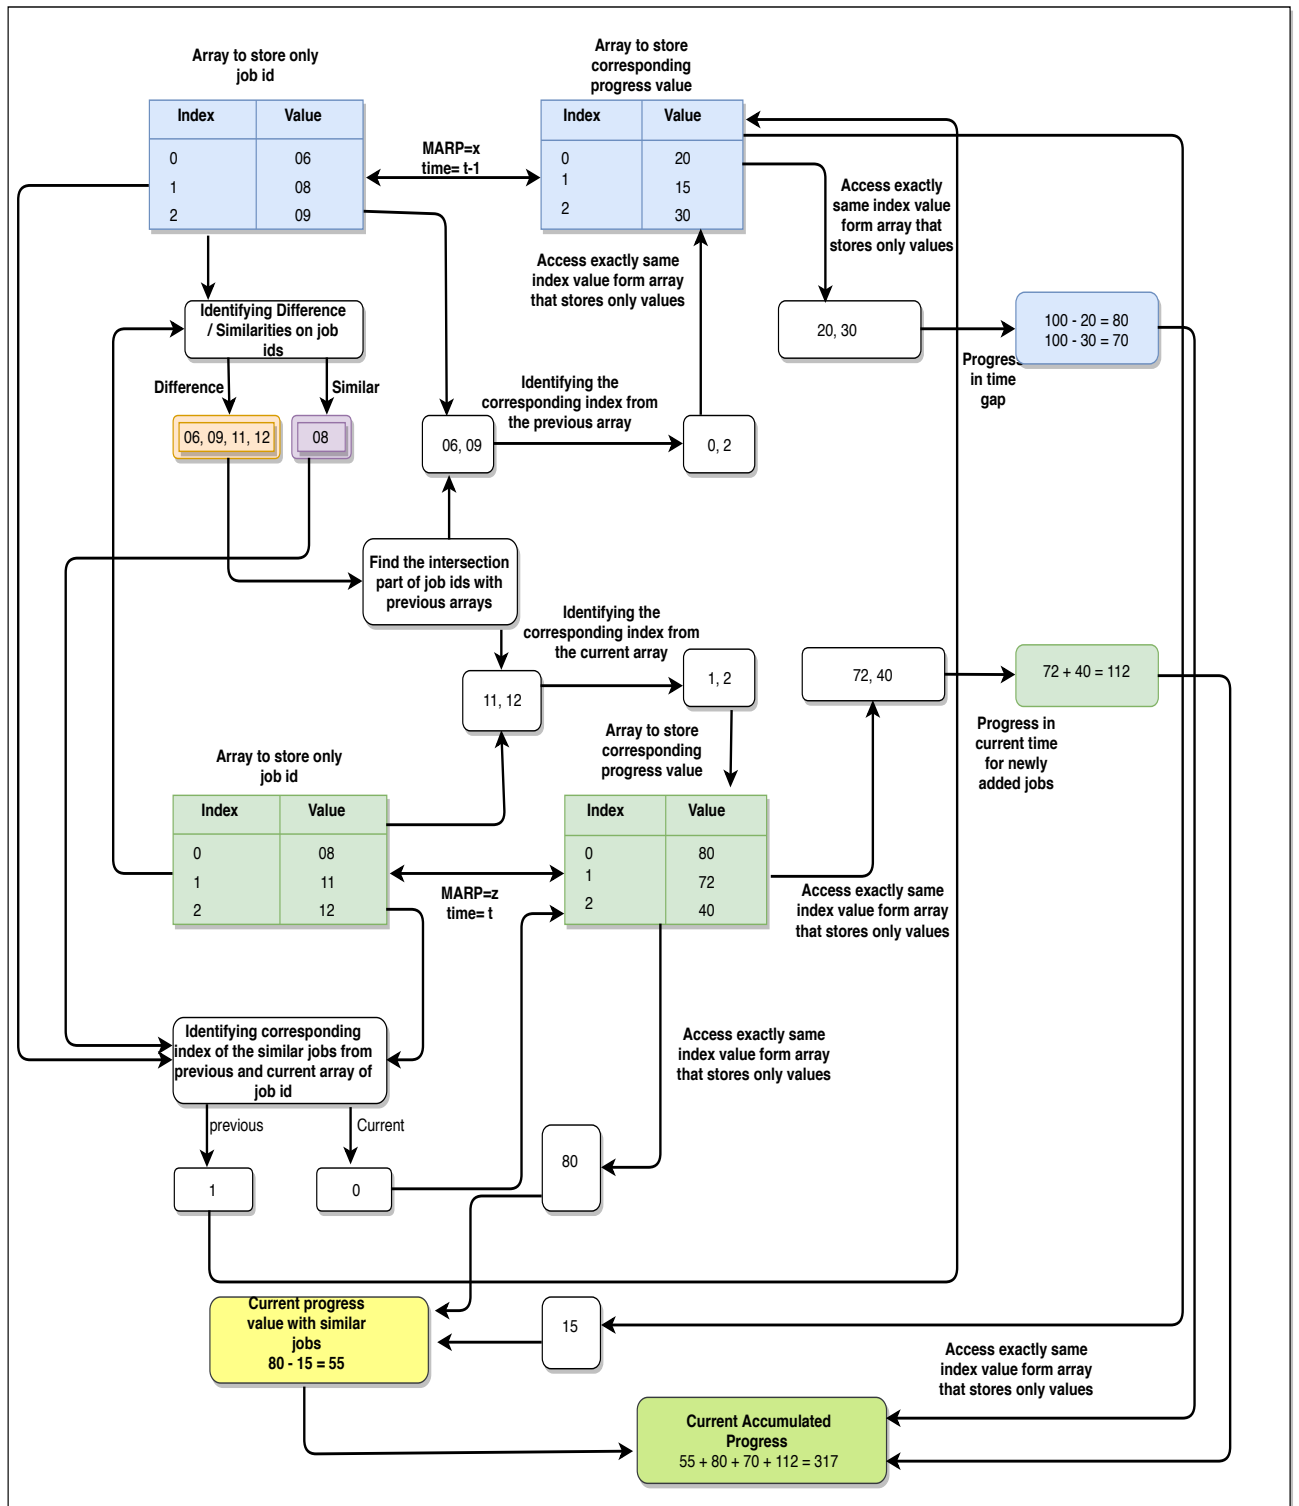 Array to store only
job id
Array to store
corresponding
progress value
Index Value
0 06
1 08
2 09
MARP=x
time= t-1
Index Value
0 20
1 15
2 30
Access exactly
same index value
form array that
stores only values
Access exactly same
index value form array
that stores only values
Identifying Difference
/ Similarities on job
ids
20, 30
100 - 20 = 80
100 - 30 = 70
Progress
in time
gap
Difference
Similar
06, 09, 11, 12
08
Identifying the
corresponding index from
the previous array
06, 09
0, 2
Find the intersection
part of job ids with
previous arrays
Identifying the
corresponding index from
the current array
11, 12
1, 2
72, 40
72 + 40 = 112
Progress in
current time
for newly
added jobs
Array to store
corresponding
progress value
Array to store only
job id
Index Value
0 08
1 11
2 12
MARP=z
time= t
Index Value
0 80
1 72
2 40
Access exactly same
index value form array
that stores only values
Identifying corresponding
index of the similar jobs from
previous and current array of
job id
Access exactly same
index value form array
that stores only values
previous
Current
1
0
80
Current progress
value with similar
jobs
80 - 15 = 55
15
Access exactly same
index value form array
that stores only values
Current Accumulated
Progress
55 + 80 + 70 + 112 = 317